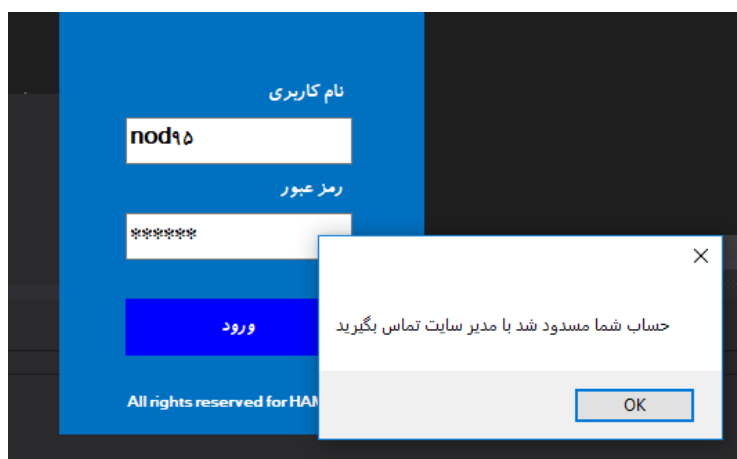 نام کاربری
nod۹۵
رمز عبور
******
ورود
حساب شما مسدود شد با مدیر سایت تماس بگیرید
OK
All rights reserved for